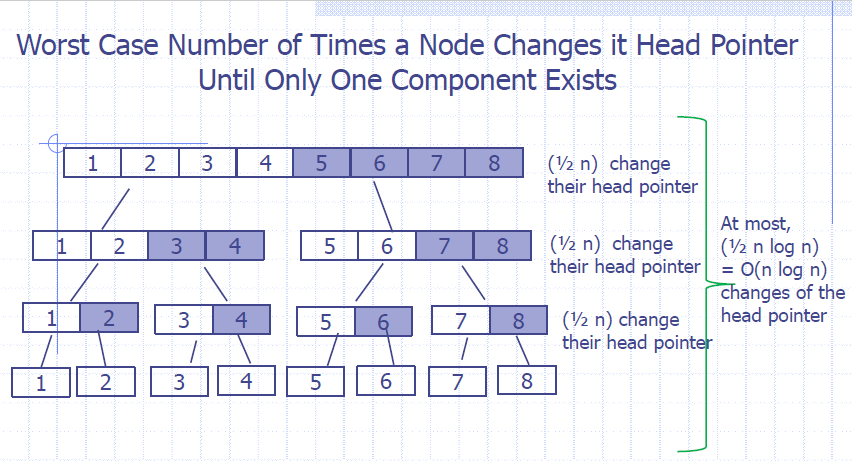 Worst Case Number of Times a Node Changes it Head Pointer
Until Only One Component Exists
1 2 3 4 5 6 7 8
(½ n) change
their head pointer
1 2 3 4 5 6 7 8
(½ n) change
their head pointer
1 2 3 4 5 6 7 8
(½ n) change
their head pointer
1 2 3 4 5 6 7 8
At most,
(½ n log n)
= O(n log n)
changes of the
head pointer